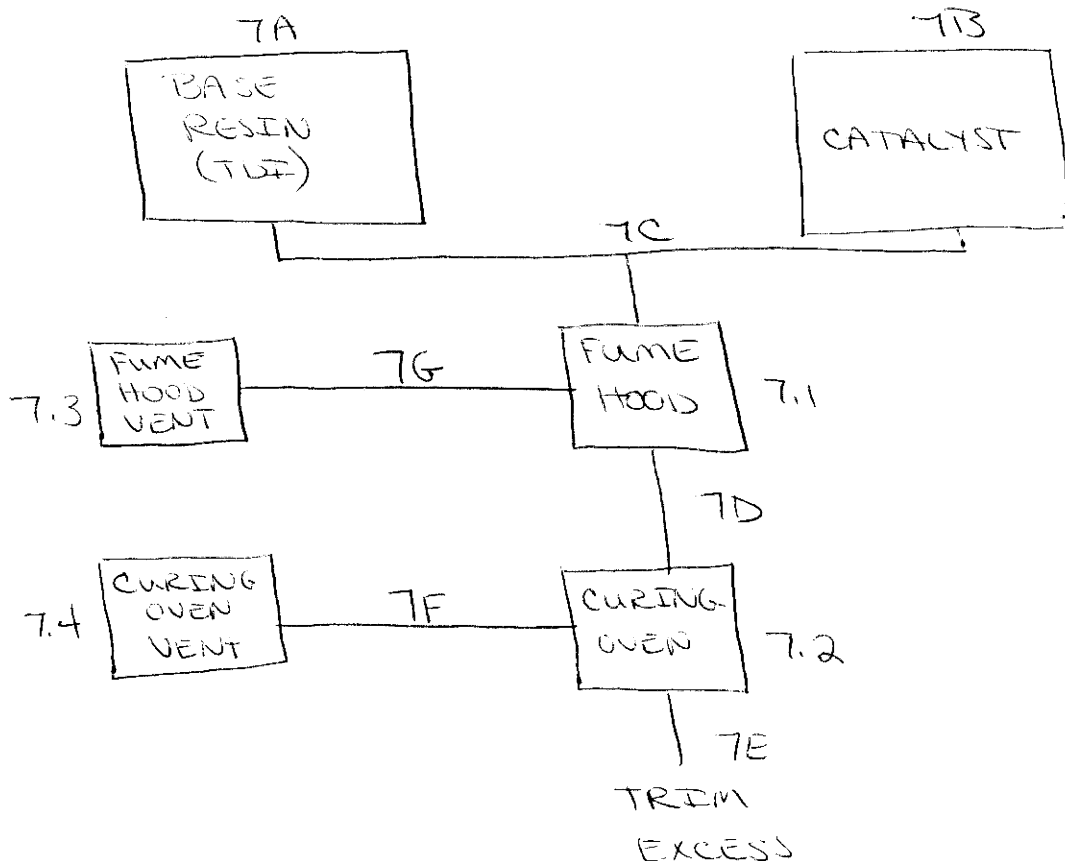 7A
7B
BASE
RESIN
(TDI)
CATALYST
7C
FUME
HOOD
VENT
7.3
7G
FUME
HOOD
7.1
7D
CURING
OVEN
VENT
7.4
7F
CURING
OVEN
7.2
7E
TRIM
EXCESS